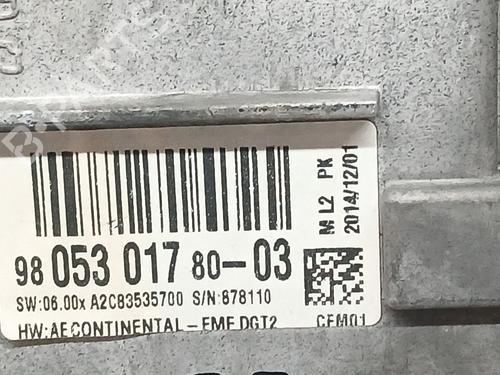 98 053 017 80-03
SW:06.00x A2C83535700 S/N:878110
HW:AE CONTINENTAL-EMF DGT2
CFM01
M L2 PK
2014/12/01